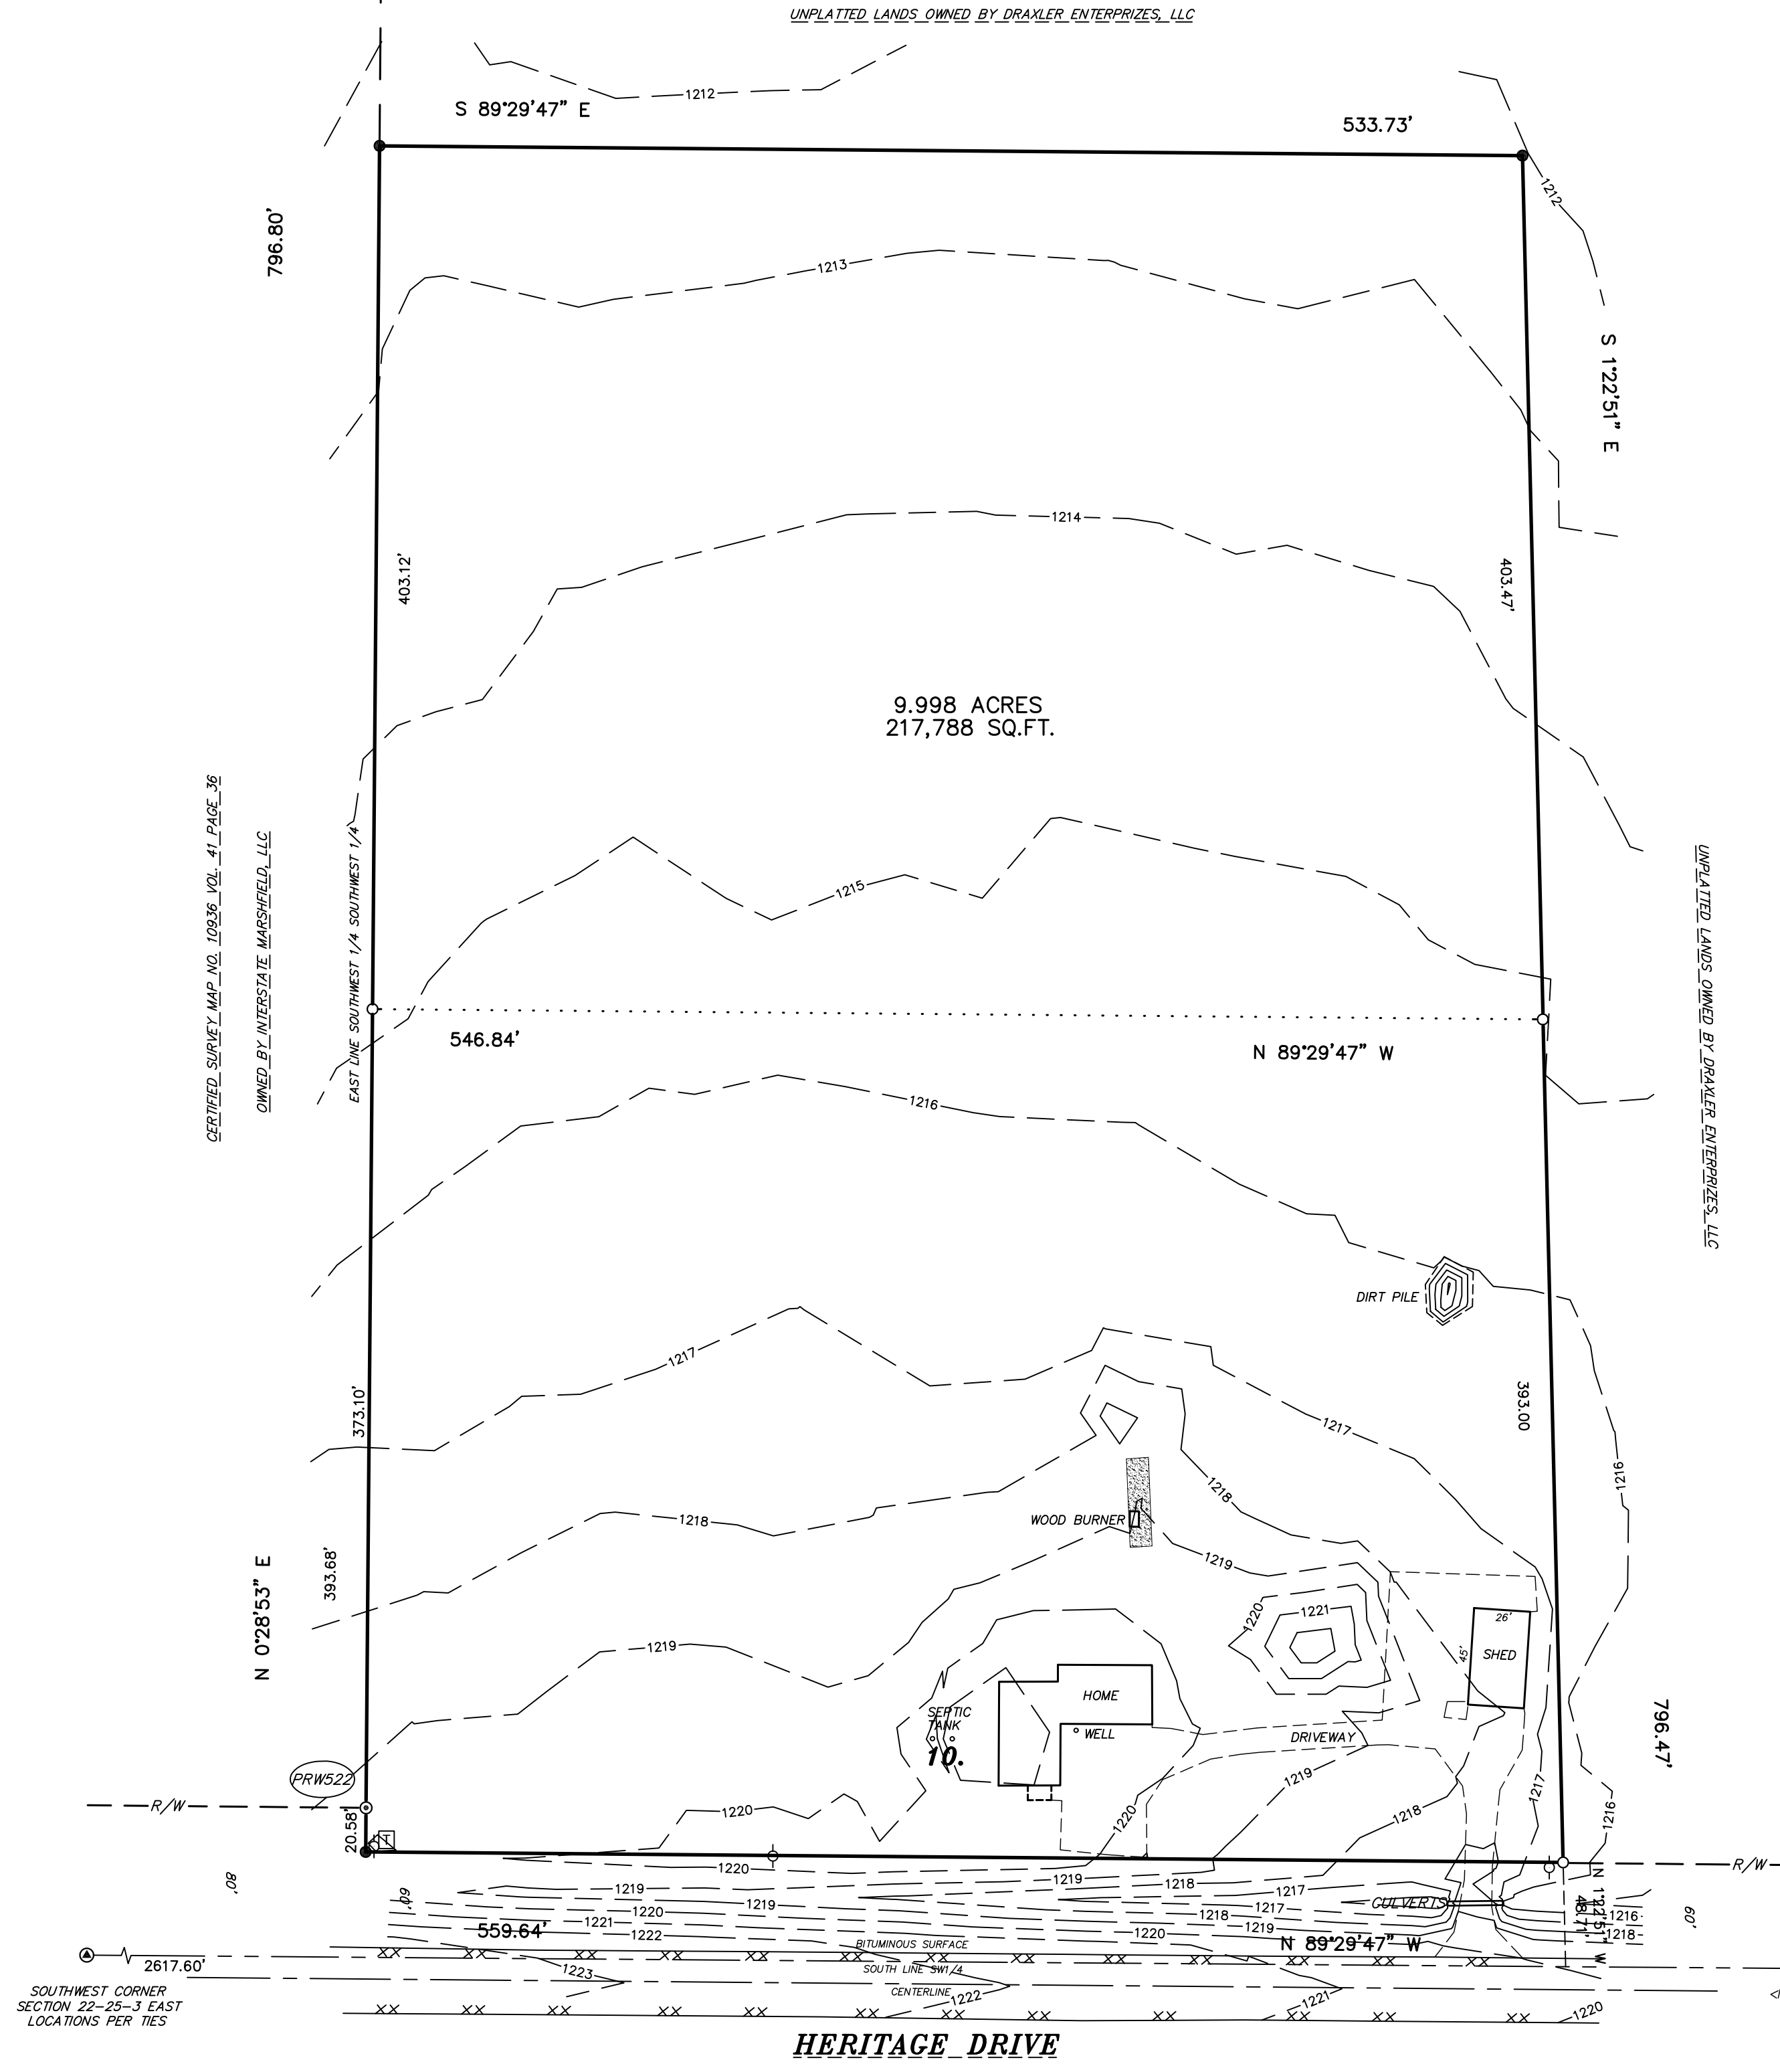 UNPLATTED LANDS OWNED BY DRAXLER ENTERPRIZES, LLC
1212
S 89°29'47" E
533.73'
1212
796.80'
1213
S 1°22'51" E
1214
403.12'
403.47'
9.998 ACRES
217,788 SQ.FT.
CERTIFIED SURVEY MAP NO. 10936 VOL. 41 PAGE 36
OWNED BY INTERSTATE MARSHFIELD, LLC
EAST LINE SOUTHWEST 1/4 SOUTHWEST 1/4
1215
UNPLATTED LANDS OWNED BY DRAXLER ENTERPRIZES, LLC
546.84'
N 89°29'47" W
1216
DIRT PILE
1217
373.10'
393.00
1217
1216
1218
1218
WOOD BURNER
1219
N 0°28'53" E
393.68'
1220
1221
26'
45'
SHED
1219
HOME
SEPTIC
TANK
WELL
10.
DRIVEWAY
796.47'
PRW522
1219
1217
R/W
20.58'
T
1220
1220
1218
1216
1220
R/W
80'
60'
1219
1219
1218
1217
CULVERTS
N 1°22'51" W
48.71'
60'
1219
1220
1217
1218
1216
1221
1219
559.64'
1222
1220
1218
BITUMINOUS SURFACE
N 89°29'47" W
2617.60'
1223
SOUTH LINE SW1/4
CENTERLINE
1222
1221
1220
SOUTHWEST CORNER
SECTION 22-25-3 EAST
LOCATIONS PER TIES
HERITAGE DRIVE